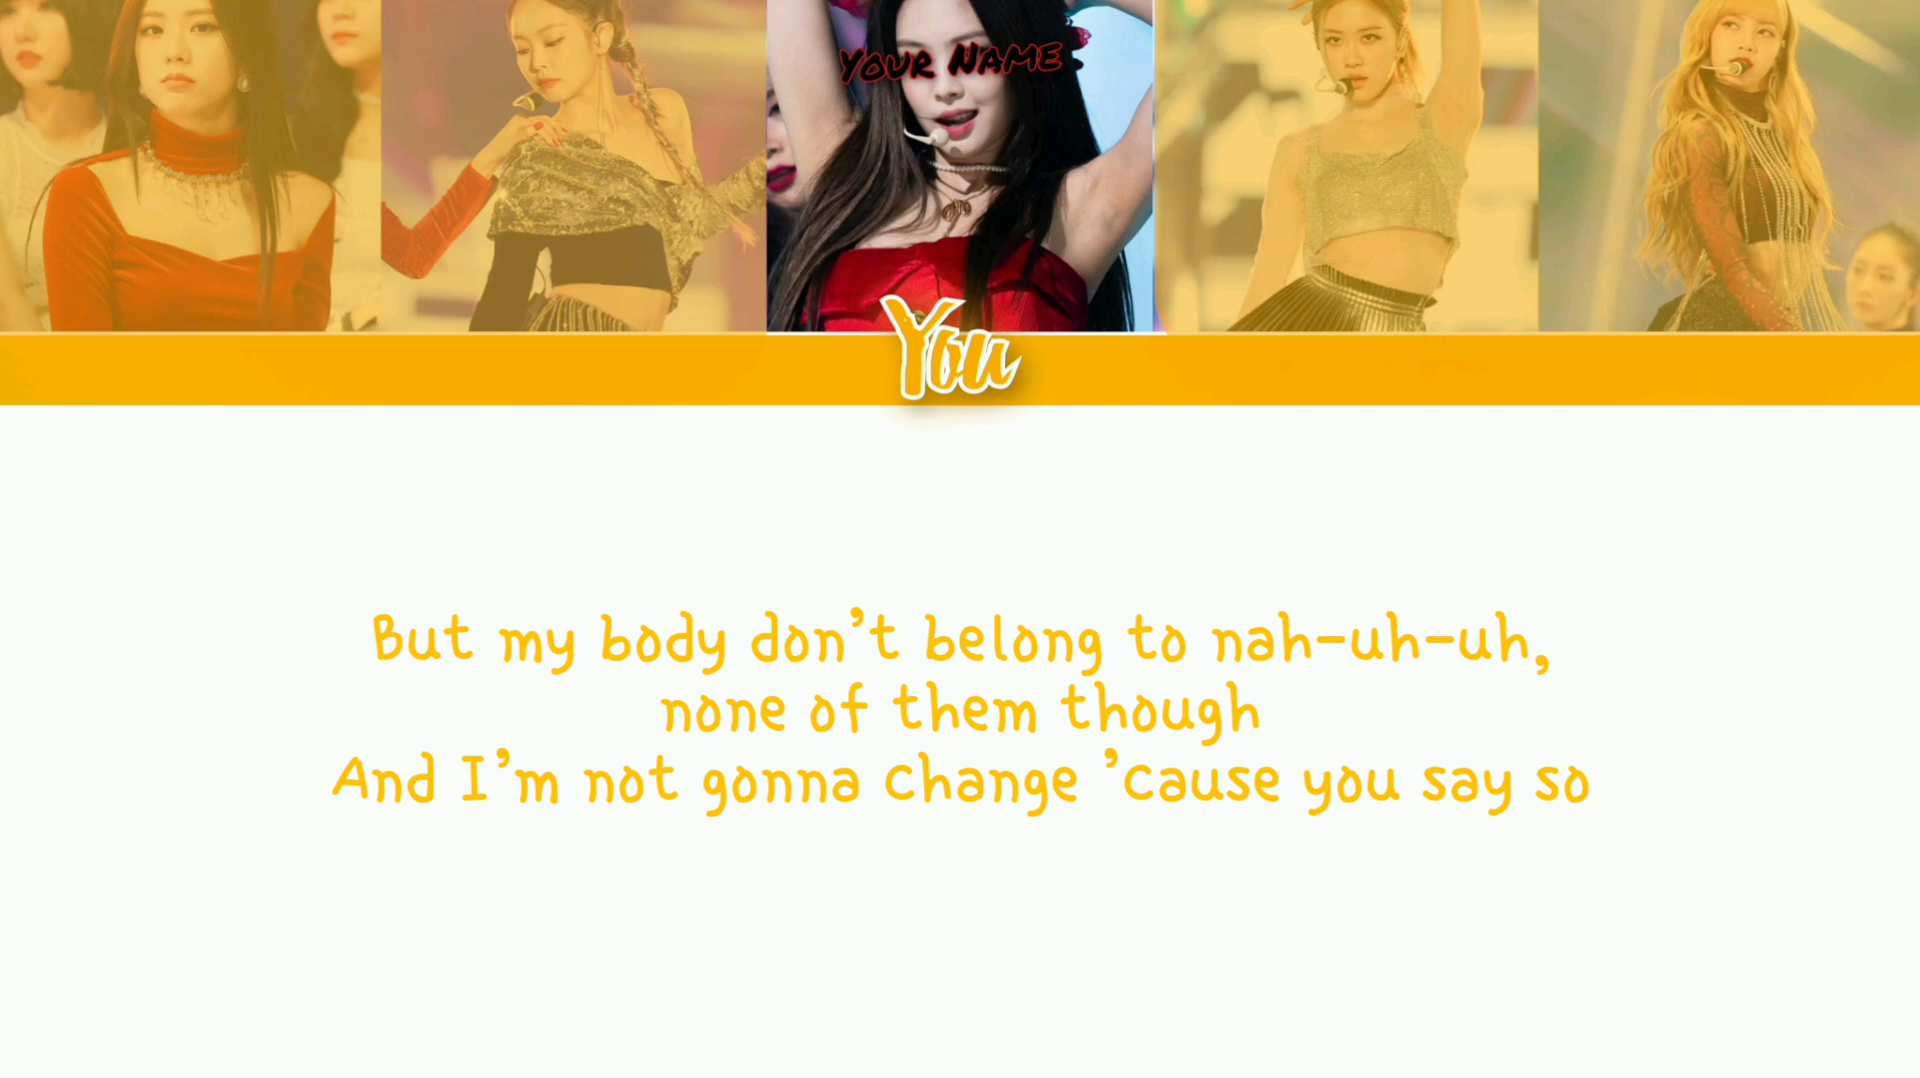 Your Name
You
But my body don't belong to nah-uh-uh,
none of them though
And I'm not gonna change 'cause you say so